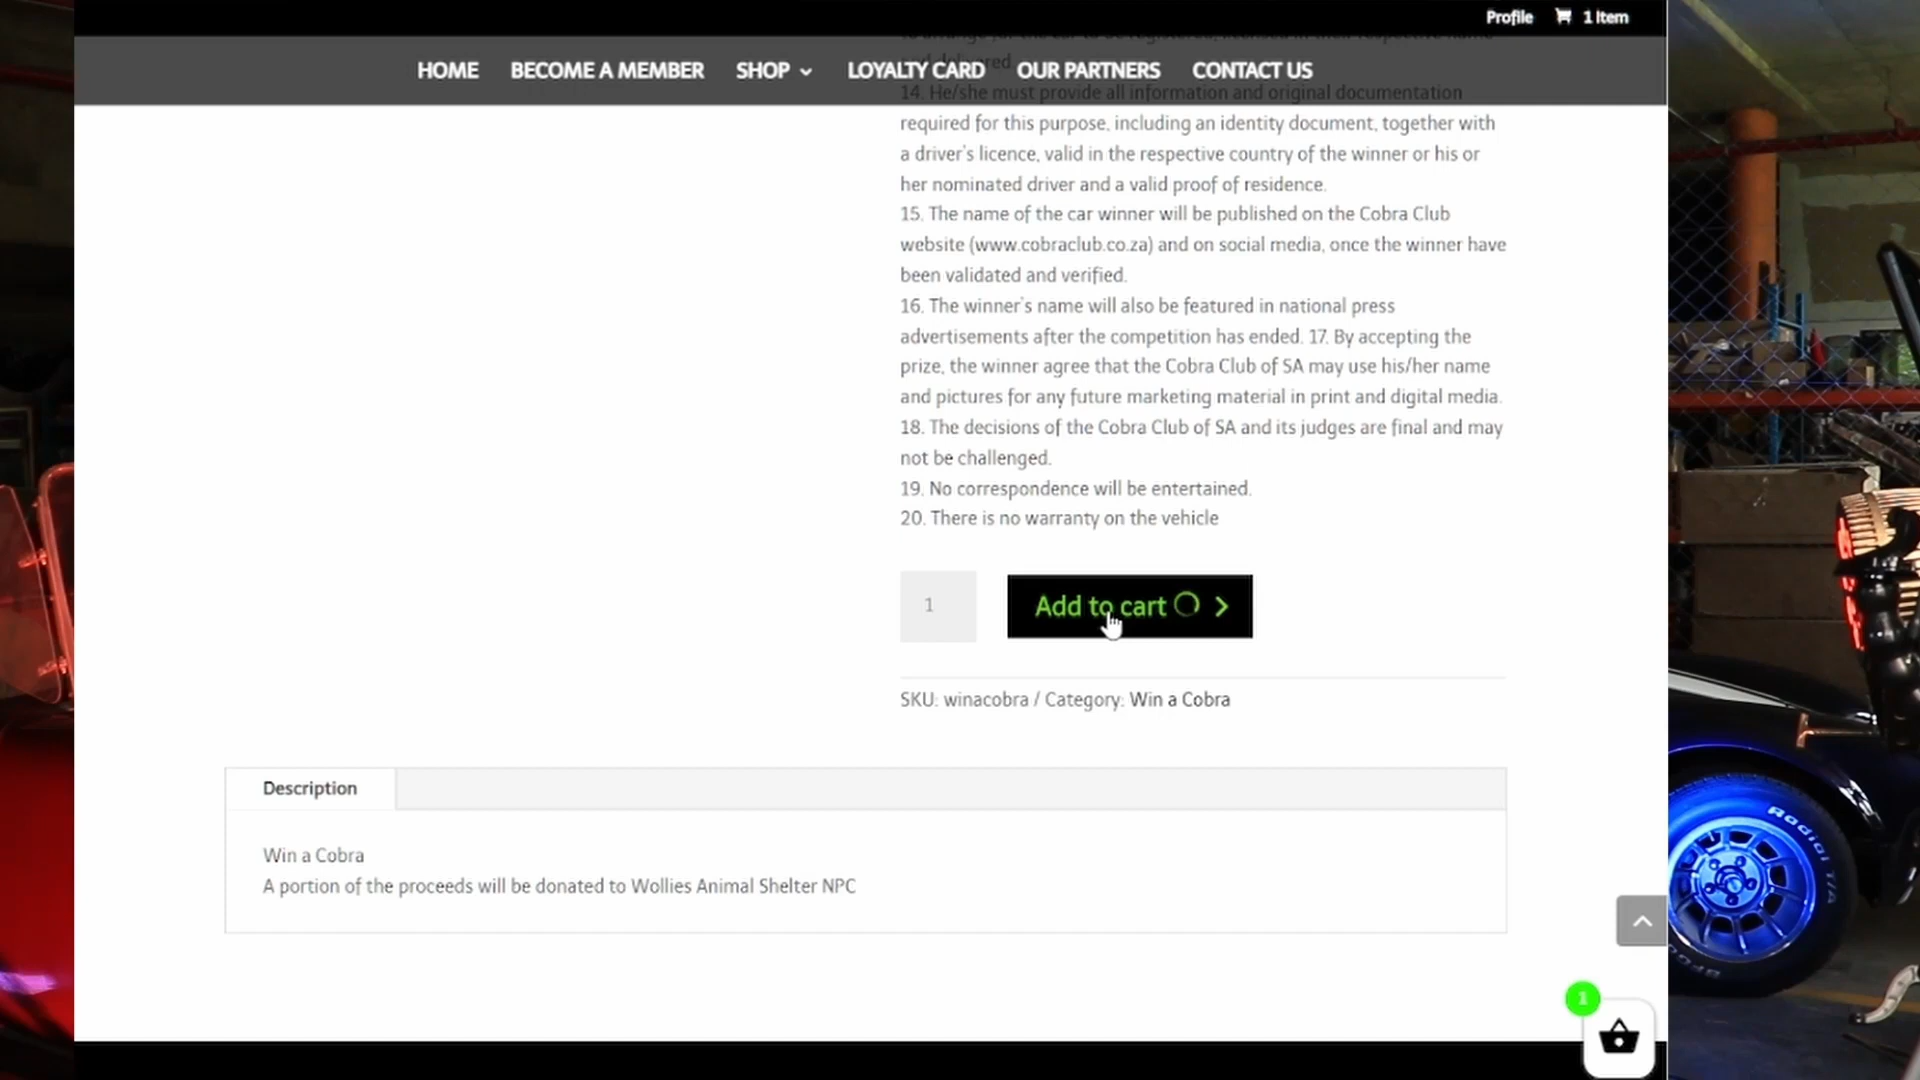 Profile 1 Item
HOME BECOME A MEMBER SHOP LOYALTY CARD OUR PARTNERS CONTACT US
14. He/she must provide all information and original documentation
required for this purpose, including an identity document, together with
a driver's licence, valid in the respective country of the winner or his or
her nominated driver and a valid proof of residence.
15. The name of the car winner will be published on the Cobra Club
website (www.cobraclub.co.za) and on social media, once the winner have
been validated and verified.
16. The winner's name will also be featured in national press
advertisements after the competition has ended. 17. By accepting the
prize, the winner agree that the Cobra Club of SA may use his/her name
and pictures for any future marketing material in print and digital media.
18. The decisions of the Cobra Club of SA and its judges are final and may
not be challenged.
19. No correspondence will be entertained.
20. There is no warranty on the vehicle
1
Add to cart
SKU: winacobra / Category: Win a Cobra
Description
Win a Cobra
A portion of the proceeds will be donated to Wollies Animal Shelter NPC
1
Radial T/A